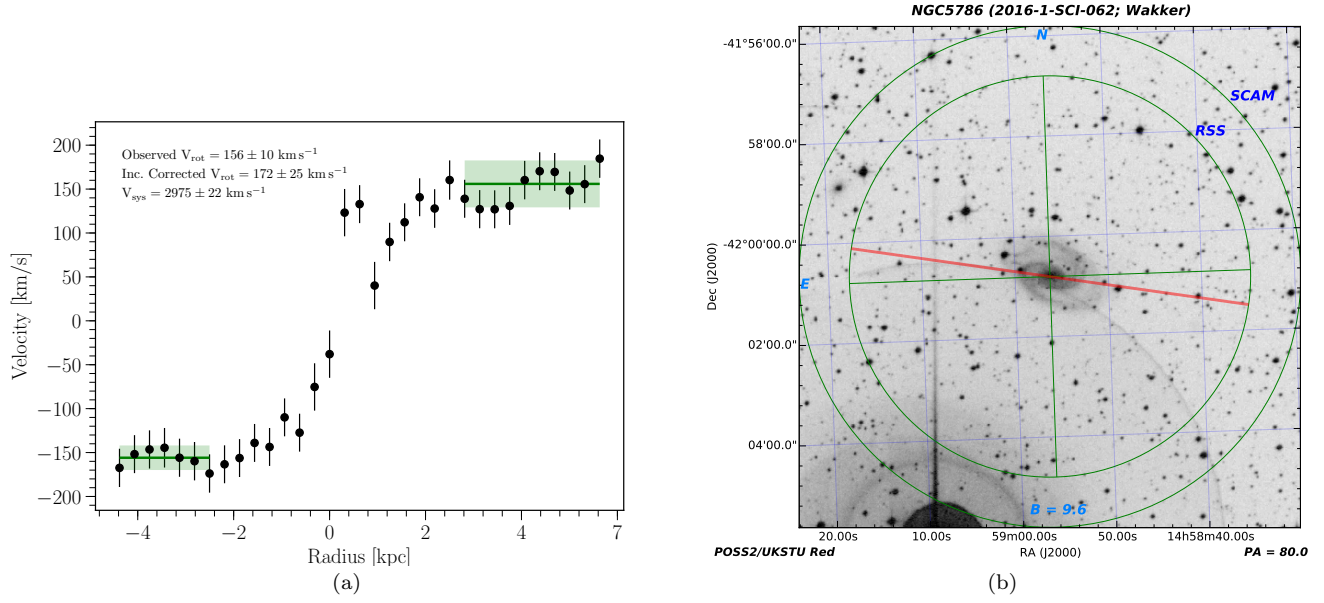 Observed V_rot = 156 ± 10 km s⁻¹
Inc. Corrected V_rot = 172 ± 25 km s⁻¹
V_sys = 2975 ± 22 km s⁻¹
200
150
100
50
0
−50
−100
−150
−200
Velocity [km/s]
−4 −2 0 2 4 7
Radius [kpc]
(a)
NGC5786 (2016-1-SCI-062; Wakker)
N
SCAM
RSS
E
B = 9.6
-41°56'00.0"
58'00.0"
-42°00'00.0"
02'00.0"
04'00.0"
Dec (J2000)
20.00s 10.00s 59m00.00s 50.00s 14h58m40.00s
POSS2/UKSTU Red RA (J2000) PA = 80.0
(b)